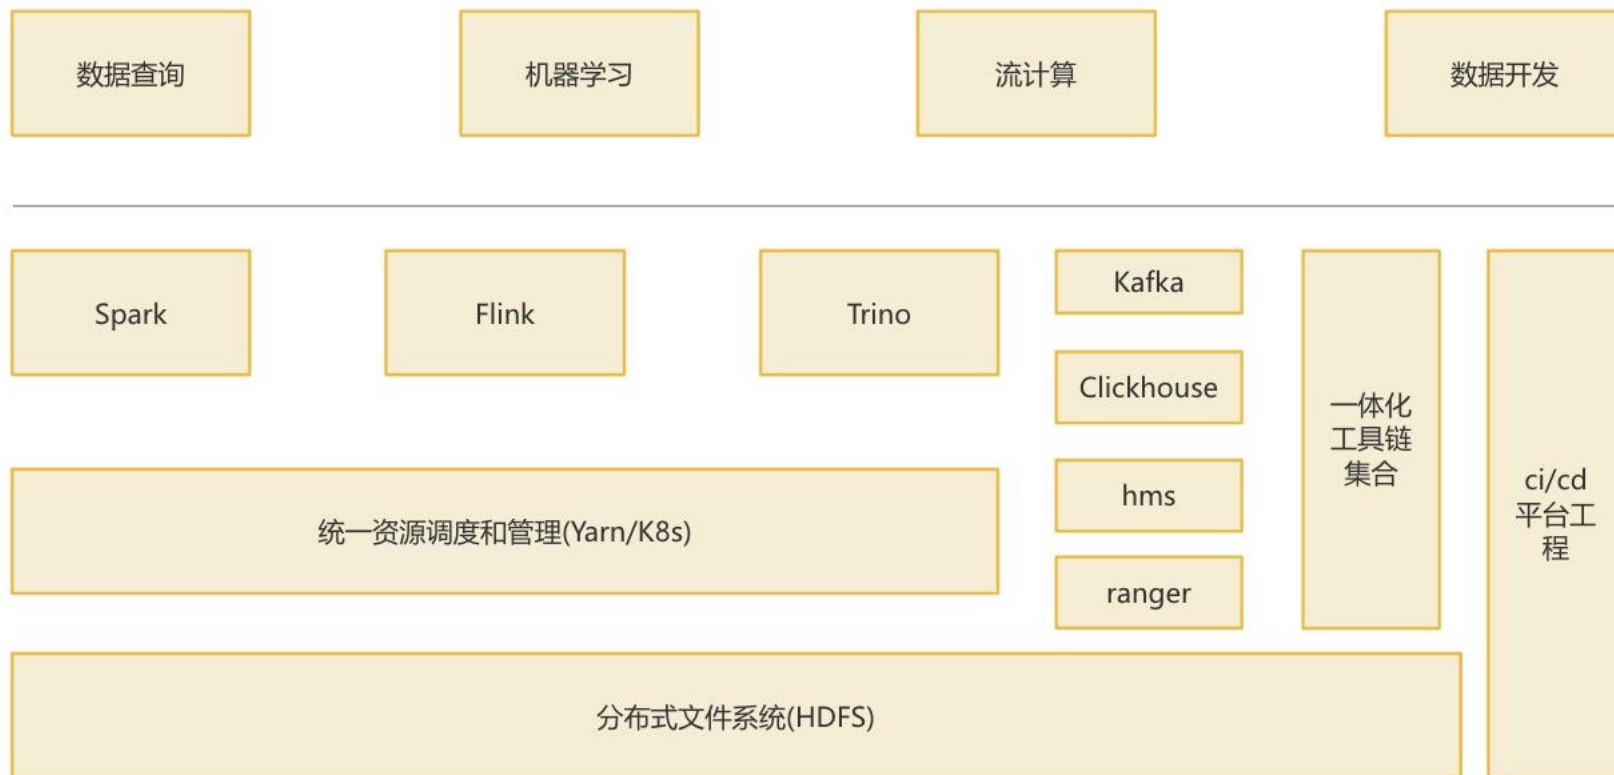 数据查询
机器学习
流计算
数据开发
Spark
Flink
Trino
Kafka
Clickhouse
hms
ranger
一体化
工具链
集合
ci/cd
平台工
程
统一资源调度和管理(Yarn/K8s)
分布式文件系统(HDFS)